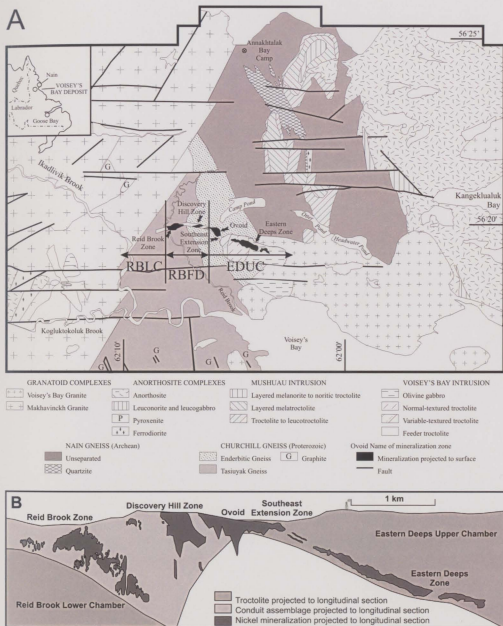 A
56°25'
Anaktalak
Bay
Camp
Nain
Quebec
VOISEY'S
BAY DEPOSIT
Labrador
Goose Bay
Ikadlivik Brook
G
G
Kangeklualuk
Bay
56°20'
Discovery
Hill Zone
Camp Pond
Reid Brook
Zone
Ovoid
Southeast
Extension
Zone
Eastern
Deeps Zone
Headwater Pond
RBLC
RBFD
EDUC
Reid Brook
Kogluktokoluk Brook
Voisey's
Bay
G
G
G
G
62°10'
62°00'
GRANATOID COMPLEXES
Voisey's Bay Granite
Makhavinekh Granite
ANORTHOSITE COMPLEXES
Anorthosite
Leuconorite and leucogabbro
P Pyroxenite
Ferrodiorite
MUSHUAU INTRUSION
Layered melanorite to noritic troctolite
Layered melatroctolite
Troctolite to leucotroctolite
VOISEY'S BAY INTRUSION
Olivine gabbro
Normal-textured troctolite
Variable-textured troctolite
Feeder troctolite
NAIN GNEISS (Archean)
Unseparated
Quartzite
CHURCHILL GNEISS (Proterozoic)
Enderbitic Gneiss
G Graphite
Tasiuyak Gneiss
Ovoid Name of mineralization zone
Mineralization projected to surface
Fault
B
1 km
Reid Brook Zone
Discovery Hill Zone
Ovoid
Southeast
Extension Zone
Eastern Deeps Upper Chamber
Eastern Deeps
Zone
Reid Brook Lower Chamber
Troctolite projected to longitudinal section
Conduit assemblage projected to longitudinal section
Nickel mineralization projected to longitudinal section